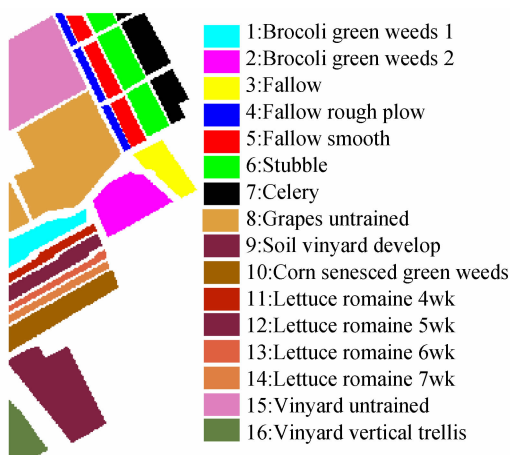 1:Brocoli green weeds 1
2:Brocoli green weeds 2
3:Fallow
4:Fallow rough plow
5:Fallow smooth
6:Stubble
7:Celery
8:Grapes untrained
9:Soil vinyard develop
10:Corn senesced green weeds
11:Lettuce romaine 4wk
12:Lettuce romaine 5wk
13:Lettuce romaine 6wk
14:Lettuce romaine 7wk
15:Vinyard untrained
16:Vinyard vertical trellis